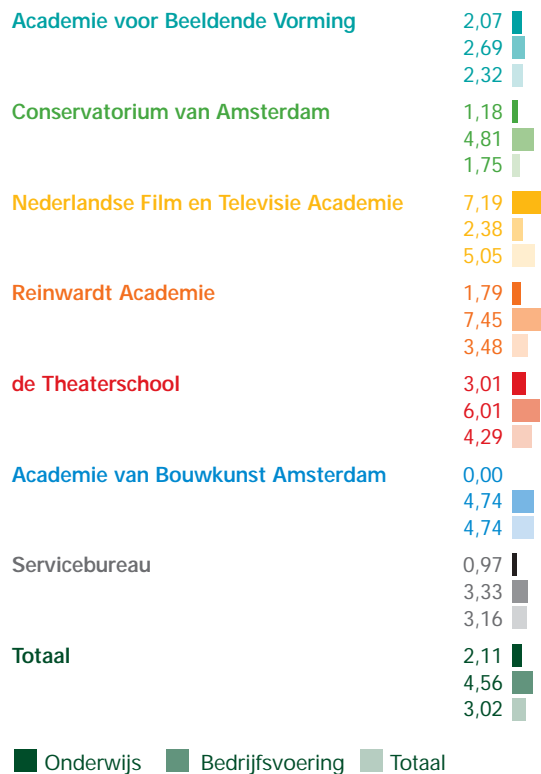 Academie voor Beeldende Vorming 2,07
2,69
2,32
Conservatorium van Amsterdam 1,18
4,81
1,75
Nederlandse Film en Televisie Academie 7,19
2,38
5,05
Reinwardt Academie 1,79
7,45
3,48
de Theaterschool 3,01
6,01
4,29
Academie van Bouwkunst Amsterdam 0,00
4,74
4,74
Servicebureau 0,97
3,33
3,16
Totaal 2,11
4,56
3,02
Onderwijs Bedrijfsvoering Totaal